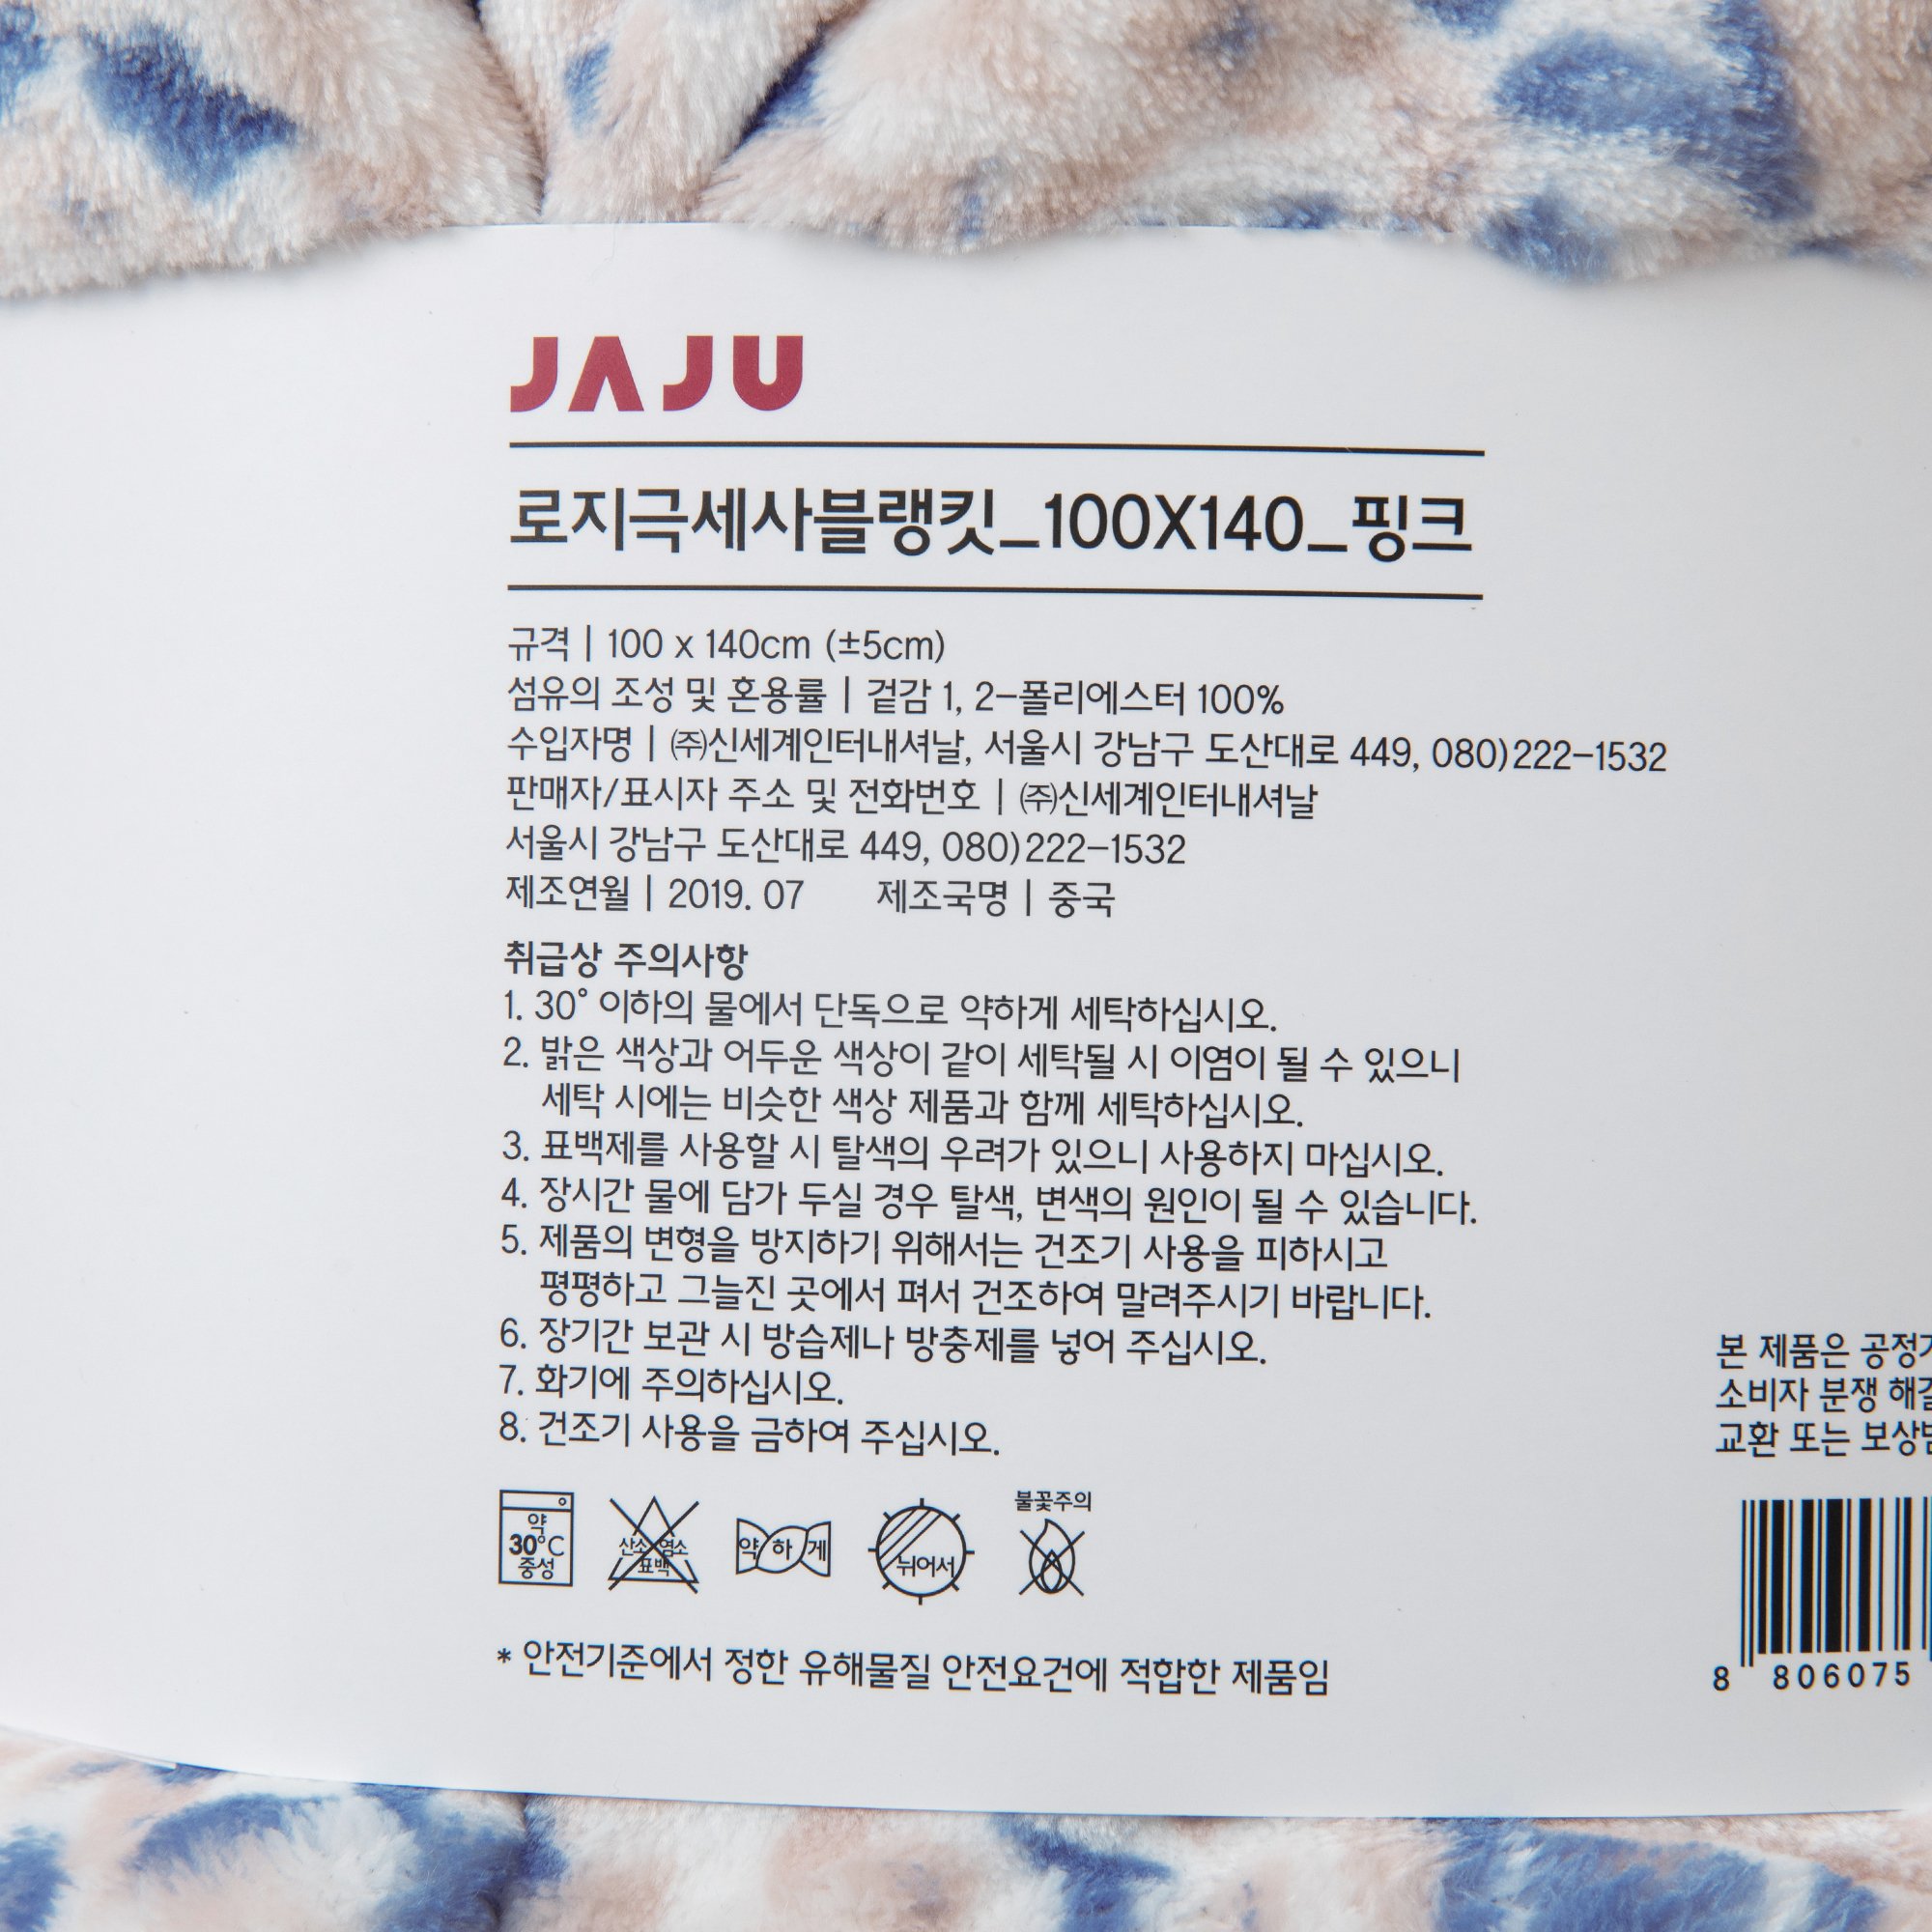 JAJU
로지극세사블랭킷_100X140_핑크
규격 | 100 x 140cm (±5cm)
섬유의 조성 및 혼용률 | 겉감 1, 2-폴리에스터 100%
수입자명 | ㈜신세계인터내셔날, 서울시 강남구 도산대로 449, 080)222-1532
판매자/표시자 주소 및 전화번호 | ㈜신세계인터내셔날
서울시 강남구 도산대로 449, 080)222-1532
제조연월 | 2019. 07 제조국명 | 중국
취급상 주의사항
1. 30° 이하의 물에서 단독으로 약하게 세탁하십시오.
2. 밝은 색상과 어두운 색상이 같이 세탁될 시 이염이 될 수 있으니
세탁 시에는 비슷한 색상 제품과 함께 세탁하십시오.
3. 표백제를 사용할 시 탈색의 우려가 있으니 사용하지 마십시오.
4. 장시간 물에 담가 두실 경우 탈색, 변색의 원인이 될 수 있습니다.
5. 제품의 변형을 방지하기 위해서는 건조기 사용을 피하시고
평평하고 그늘진 곳에서 펴서 건조하여 말려주시기 바랍니다.
6. 장기간 보관 시 방습제나 방충제를 넣어 주십시오.
7. 화기에 주의하십시오.
8. 건조기 사용을 금하여 주십시오.
약
30°C
중성
산소 염소
표백
약하게
뉘어서
불꽃주의
* 안전기준에서 정한 유해물질 안전요건에 적합한 제품임
본 제품은 공정
소비자 분쟁 해
교환 또는 보상
8 806075